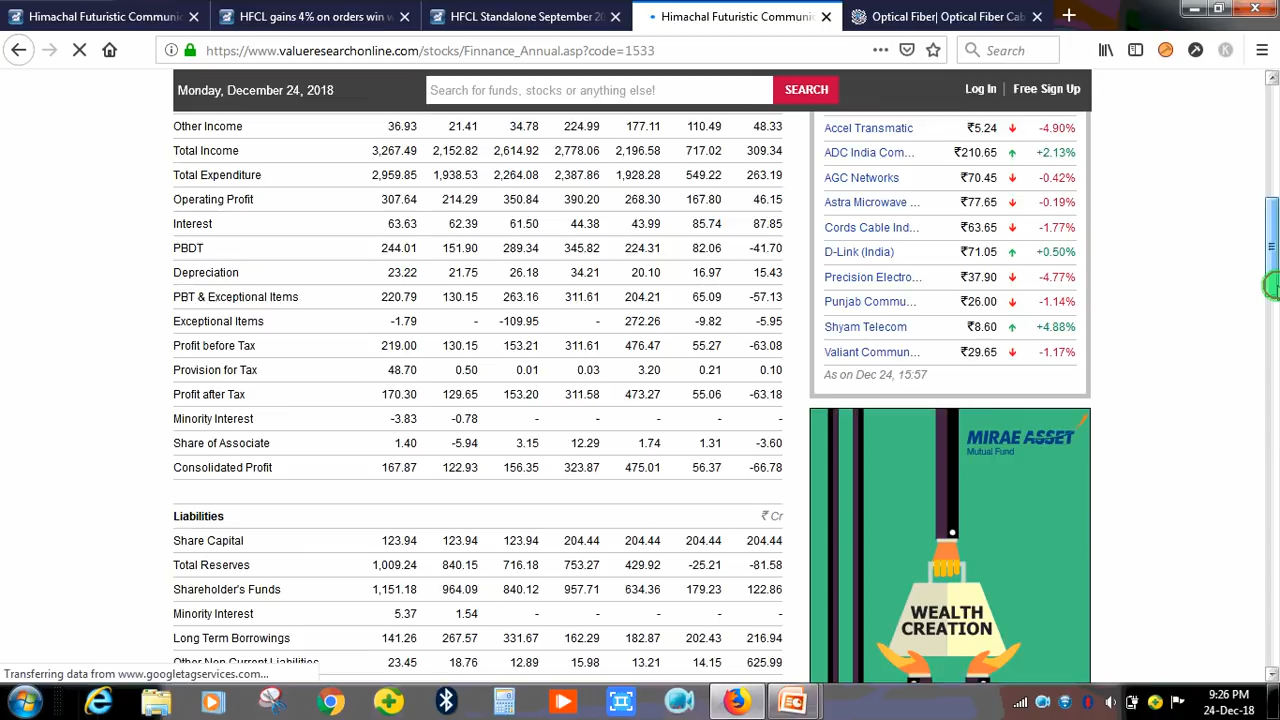 Himachal Futuristic Communic
HFCL gains 4% on orders win w
HFCL Standalone September 20
Himachal Futuristic Communic
Optical Fiber| Optical Fiber Cab
https://www.valueresearchonline.com/stocks/Finnance_Annual.asp?code=1533
Search
Monday, December 24, 2018
Search for funds, stocks or anything else!
SEARCH
Log In | Free Sign Up
Other Income 36.93 21.41 34.78 224.99 177.11 110.49 48.33
Total Income 3,267.49 2,152.82 2,614.92 2,778.06 2,196.58 717.02 309.34
Total Expenditure 2,959.85 1,938.53 2,264.08 2,387.86 1,928.28 549.22 263.19
Operating Profit 307.64 214.29 350.84 390.20 268.30 167.80 46.15
Interest 63.63 62.39 61.50 44.38 43.99 85.74 87.85
PBDT 244.01 151.90 289.34 345.82 224.31 82.06 -41.70
Depreciation 23.22 21.75 26.18 34.21 20.10 16.97 15.43
PBT & Exceptional Items 220.79 130.15 263.16 311.61 204.21 65.09 -57.13
Exceptional Items -1.79 - -109.95 - 272.26 -9.82 -5.95
Profit before Tax 219.00 130.15 153.21 311.61 476.47 55.27 -63.08
Provision for Tax 48.70 0.50 0.01 0.03 3.20 0.21 0.10
Profit after Tax 170.30 129.65 153.20 311.58 473.27 55.06 -63.18
Minority Interest -3.83 -0.78 - - - - -
Share of Associate 1.40 -5.94 3.15 12.29 1.74 1.31 -3.60
Consolidated Profit 167.87 122.93 156.35 323.87 475.01 56.37 -66.78
Liabilities ₹ Cr
Share Capital 123.94 123.94 123.94 204.44 204.44 204.44 204.44
Total Reserves 1,009.24 840.15 716.18 753.27 429.92 -25.21 -81.58
Shareholder's Funds 1,151.18 964.09 840.12 957.71 634.36 179.23 122.86
Minority Interest 5.37 1.54 - - - - -
Long Term Borrowings 141.26 267.57 331.67 162.29 182.87 202.43 216.94
Other Non Current Liabilities 23.45 18.76 12.89 15.98 13.21 14.15 625.99
Accel Transmatic ₹5.24 -4.90%
ADC India Com... ₹210.65 +2.13%
AGC Networks ₹70.45 -0.42%
Astra Microwave ... ₹77.65 -0.19%
Cords Cable Ind... ₹63.65 -1.77%
D-Link (India) ₹71.05 +0.50%
Precision Electro... ₹37.90 -4.77%
Punjab Commu... ₹26.00 -1.14%
Shyam Telecom ₹8.60 +4.88%
Valiant Commun... ₹29.65 -1.17%
As on Dec 24, 15:57
MIRAE ASSET
Mutual Fund
WEALTH
CREATION
Transferring data from www.googletagservices.com...
9:26 PM
24-Dec-18